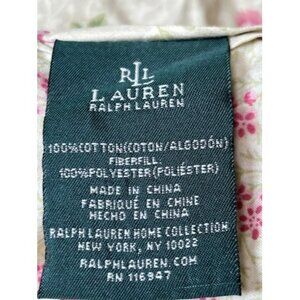 RLL
LAUREN
RALPH LAUREN
100%COTTON(COTON/ALGODÓN)
FIBERFILL:
100%POLYESTER(POLIÉSTER)
MADE IN CHINA
FABRIQUÉ EN CHINE
HECHO EN CHINA
RALPH LAUREN HOME COLLECTION
NEW YORK, NY 10022
RALPHLAUREN.COM
RN 116947